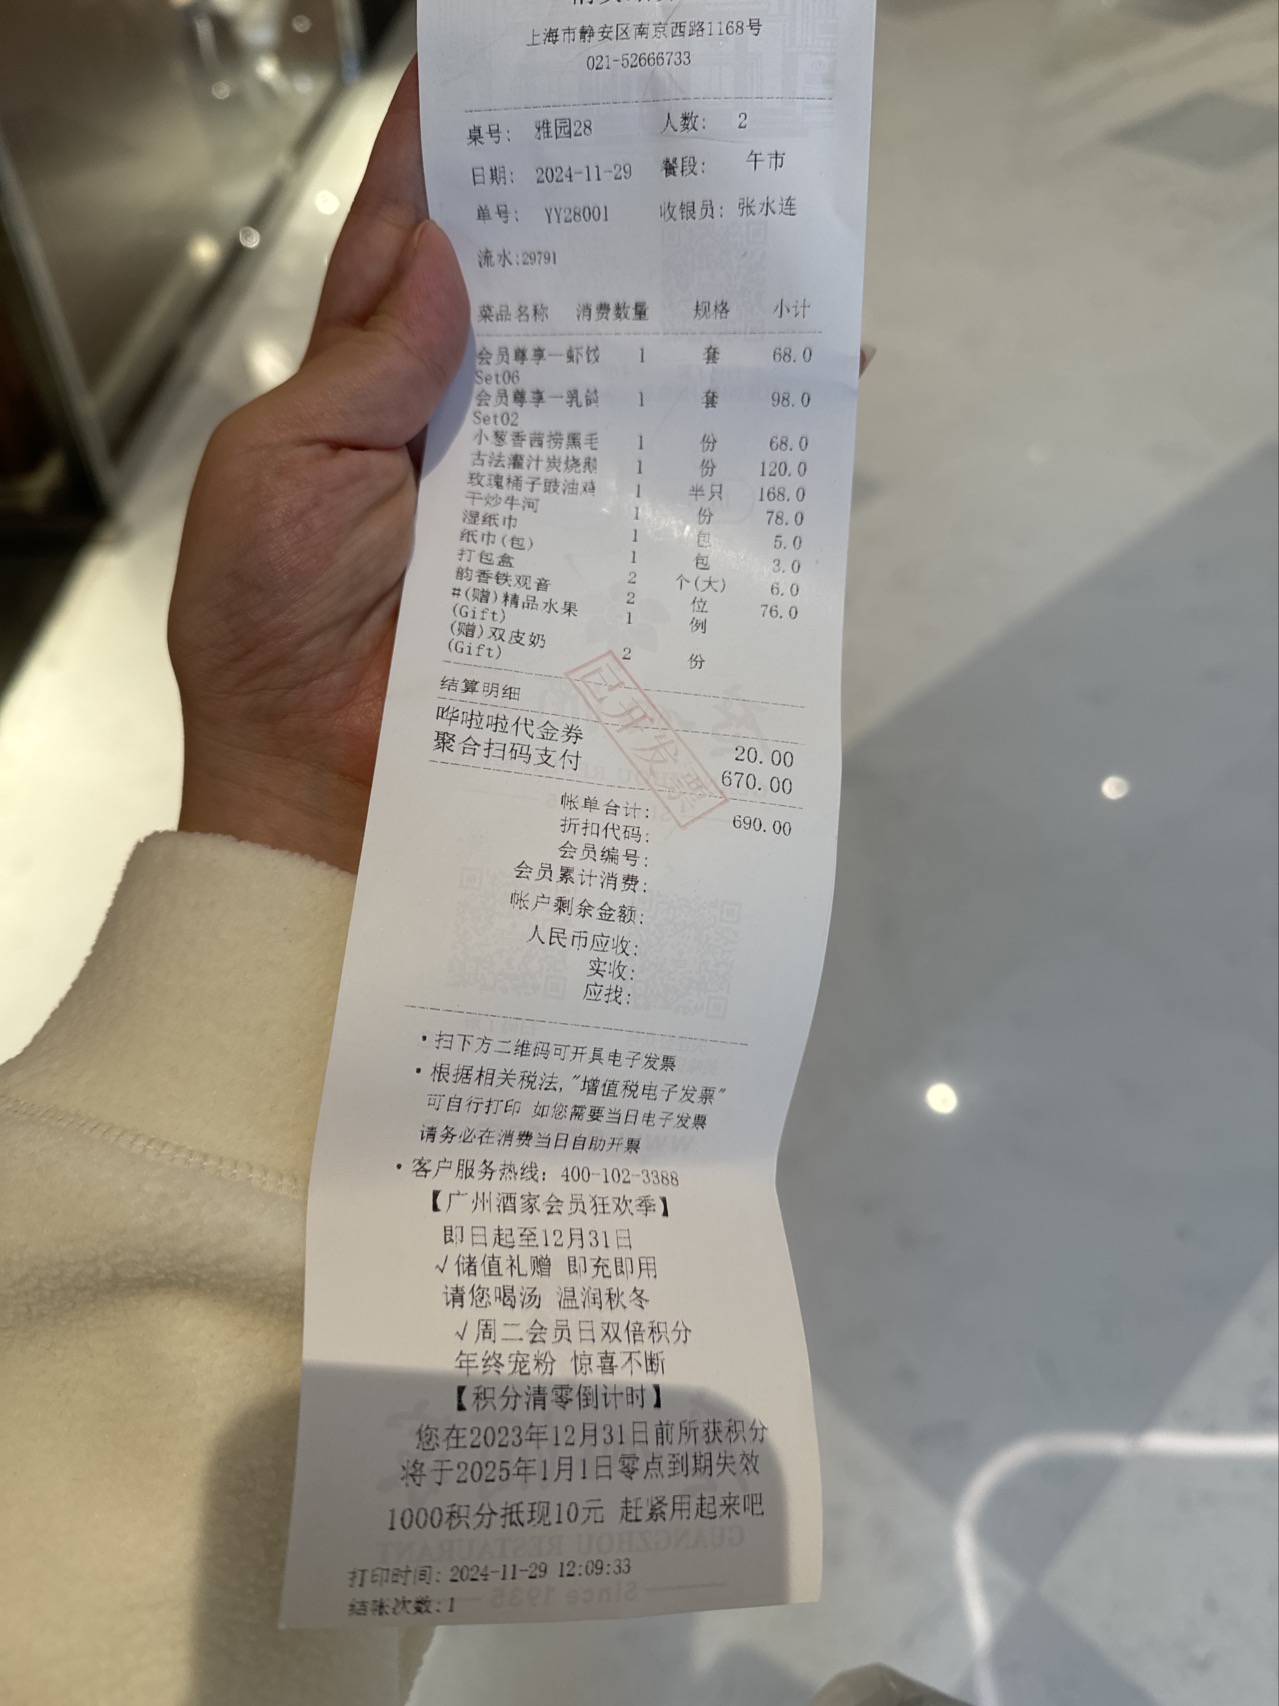 上海市静安区南京西路1168号
021-52666733
桌号: 雅园28 人数: 2
日期: 2024-11-29 餐段: 午市
单号: YY28001 收银员: 张水连
流水:29791
菜品名称 消费数量 规格 小计
会员尊享一虾饺 1 套 68.0
Set06
会员尊享一乳鸽 1 套 98.0
Set02
小葱香茜捞黑毛 1 份 68.0
古法灌汁炭烧鹅 1 份 120.0
玫瑰桶子豉油鸡 1 半只 168.0
干炒牛河 1 份 78.0
湿纸巾 1 包 5.0
纸巾(包) 1 包 3.0
打包盒 2 个(大) 6.0
韵香铁观音 2 位 76.0
#(赠)精品水果 1 例
(Gift)
(赠)双皮奶 2 份
(Gift)
已开发票
结算明细
哗啦啦代金券 20.00
聚合扫码支付 670.00
帐单合计: 690.00
折扣代码:
会员编号:
会员累计消费:
帐户剩余金额:
人民币应收:
实收:
应找:
·扫下方二维码可开具电子发票
·根据相关税法,"增值税电子发票"
可自行打印 如您需要当日电子发票
请务必在消费当日自助开票
·客户服务热线: 400-102-3388
【广州酒家会员狂欢季】
即日起至12月31日
√储值礼赠 即充即用
请您喝汤 温润秋冬
√周二会员日双倍积分
年终宠粉 惊喜不断
【积分清零倒计时】
您在2023年12月31日前所获积分
将于2025年1月1日零点到期失效
1000积分抵现10元 赶紧用起来吧
打印时间: 2024-11-29 12:09:33
结账次数:1